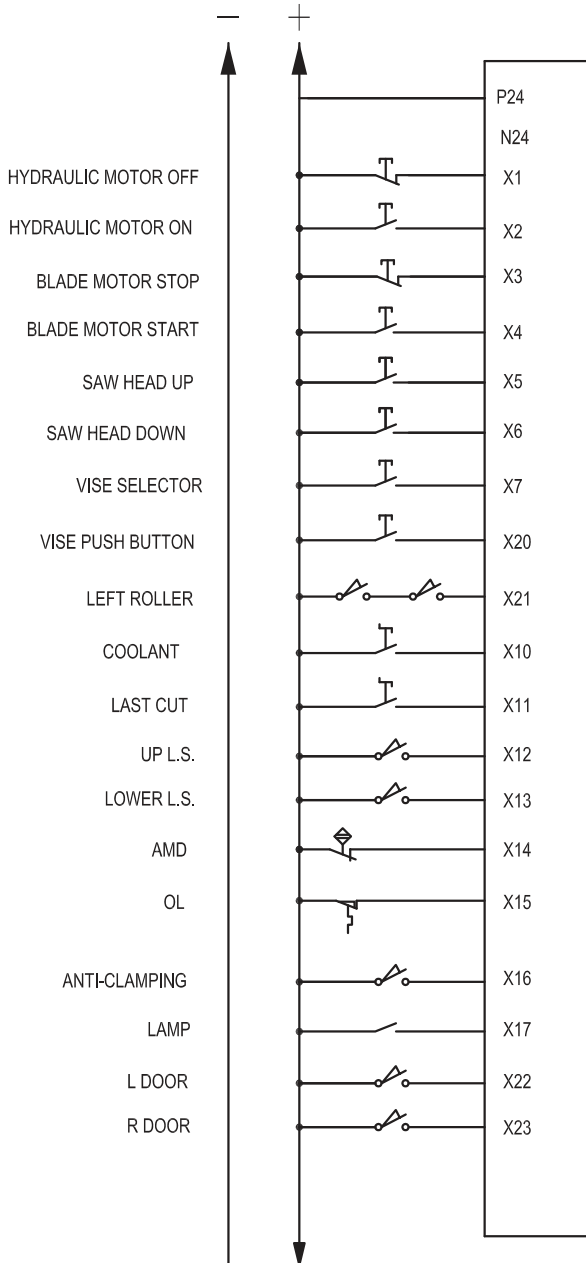 − +
P24
N24
HYDRAULIC MOTOR OFF X1
HYDRAULIC MOTOR ON X2
BLADE MOTOR STOP X3
BLADE MOTOR START X4
SAW HEAD UP X5
SAW HEAD DOWN X6
VISE SELECTOR X7
VISE PUSH BUTTON X20
LEFT ROLLER X21
COOLANT X10
LAST CUT X11
UP L.S. X12
LOWER L.S. X13
AMD X14
OL X15
ANTI-CLAMPING X16
LAMP X17
L DOOR X22
R DOOR X23